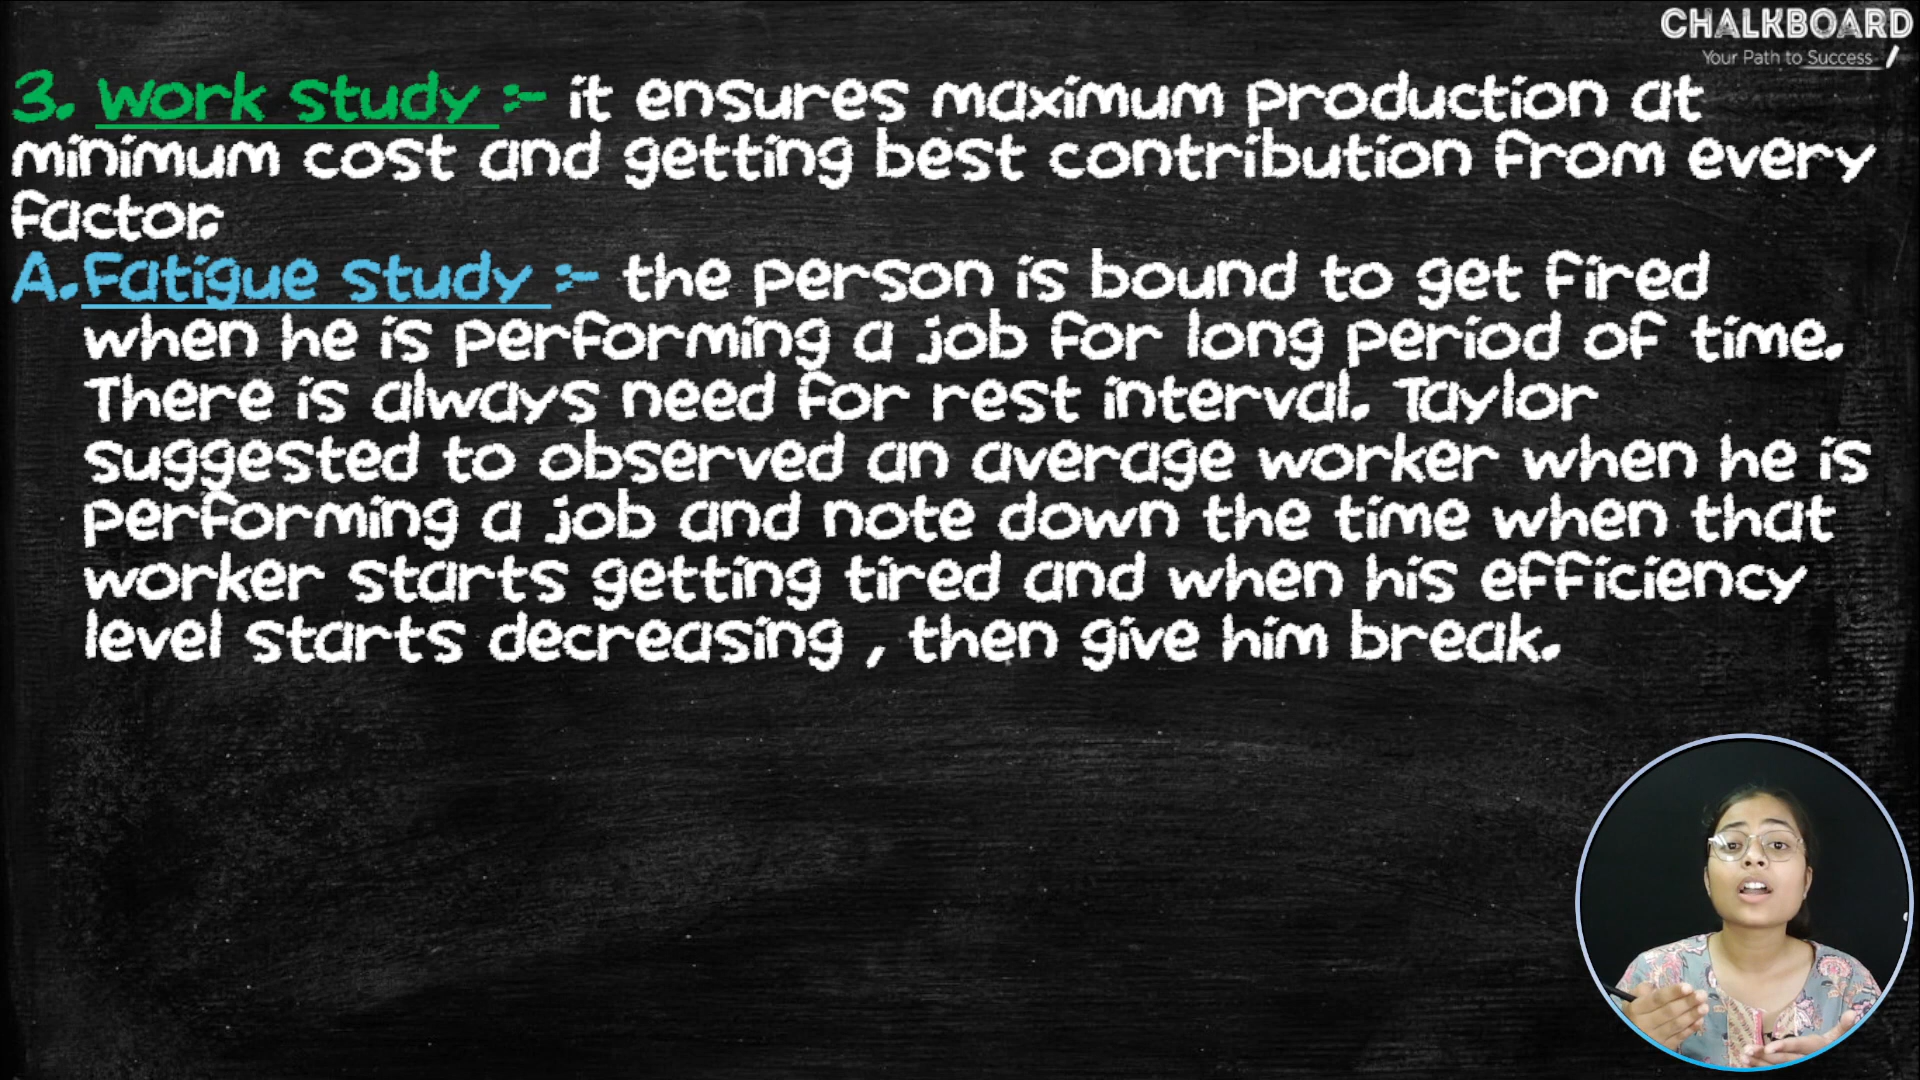 CHALKBOARD
Your Path to Success
3. Work Study :- it ensures maximum production at
minimum cost and getting best contribution from every
factor.
A. Fatigue Study :- the person is bound to get fired
when he is performing a job for long period of time.
There is always need for rest interval. Taylor
suggested to observed an average worker when he is
performing a job and note down the time when that
worker starts getting tired and when his efficiency
level starts decreasing , then give him break.